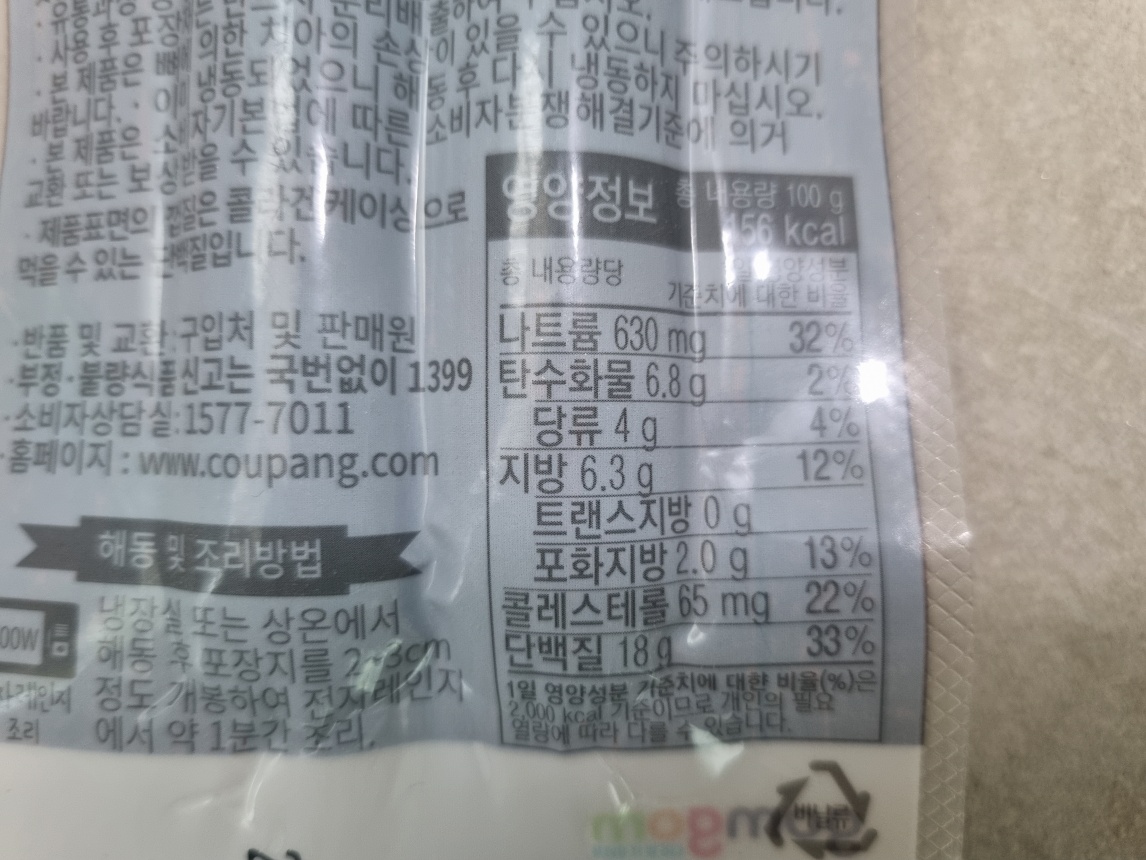 의한 치아의 손상이 있을 수 있으니 주의하시기
바랍니다. · 이 제품은 냉동되었으니 해동 후 다시 냉동하지 마십시오.
· 본 제품은 소비자기본법에 따른 소비자분쟁해결기준에 의거
교환 또는 보상받을 수 있습니다.
· 제품표면의 껍질은 콜라겐케이싱으로
먹을 수 있는 단백질입니다.
·반품 및 교환:구입처 및 판매원
·부정·불량식품신고는 국번없이 1399
·소비자상담실:1577-7011
·홈페이지 : www.coupang.com
해동 및 조리방법
00W
조리
냉장실 또는 상온에서
해동 후 포장지를 2~3cm
정도 개봉하여 전자레인지
에서 약 1분간 조리.
영양정보 총 내용량 100 g
156 kcal
총 내용량당 1일 영양성분
기준치에 대한 비율
나트륨 630 mg 32%
탄수화물 6.8 g 2%
당류 4 g 4%
지방 6.3 g 12%
트랜스지방 0 g
포화지방 2.0 g 13%
콜레스테롤 65 mg 22%
단백질 18 g 33%
1일 영양성분 기준치에 대한 비율(%)은
2,000 kcal 기준이므로 개인의 필요
열량에 따라 다를 수 있습니다.
비닐류